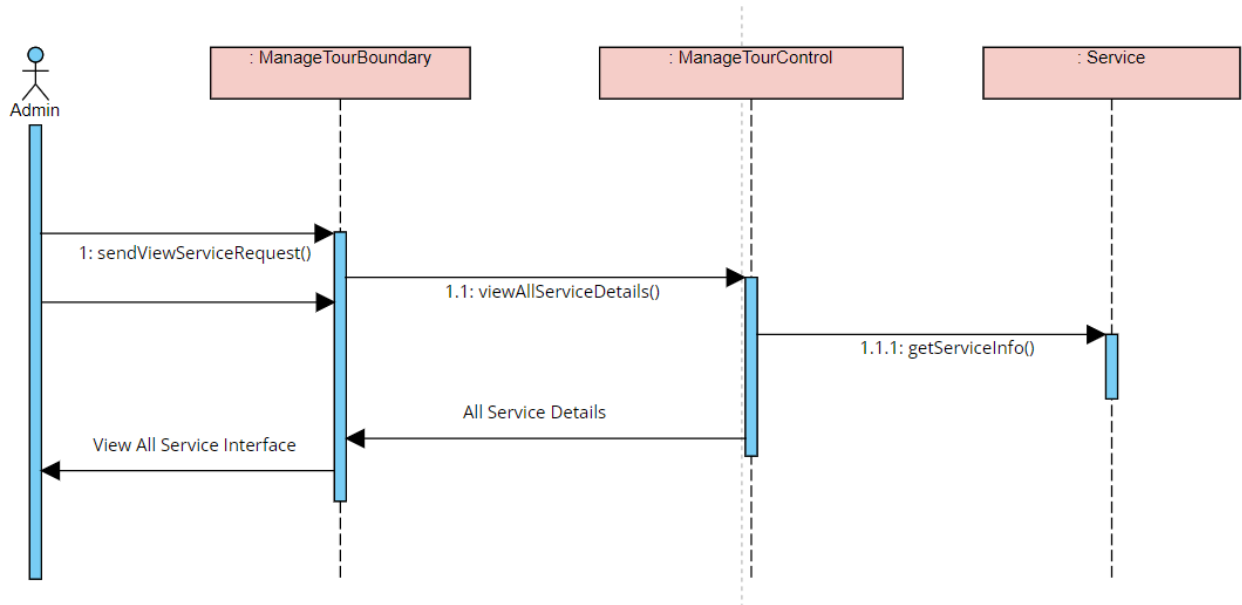 : ManageTourBoundary
: ManageTourControl
: Service
Admin
1: sendViewServiceRequest()
1.1: viewAllServiceDetails()
1.1.1: getServiceInfo()
All Service Details
View All Service Interface